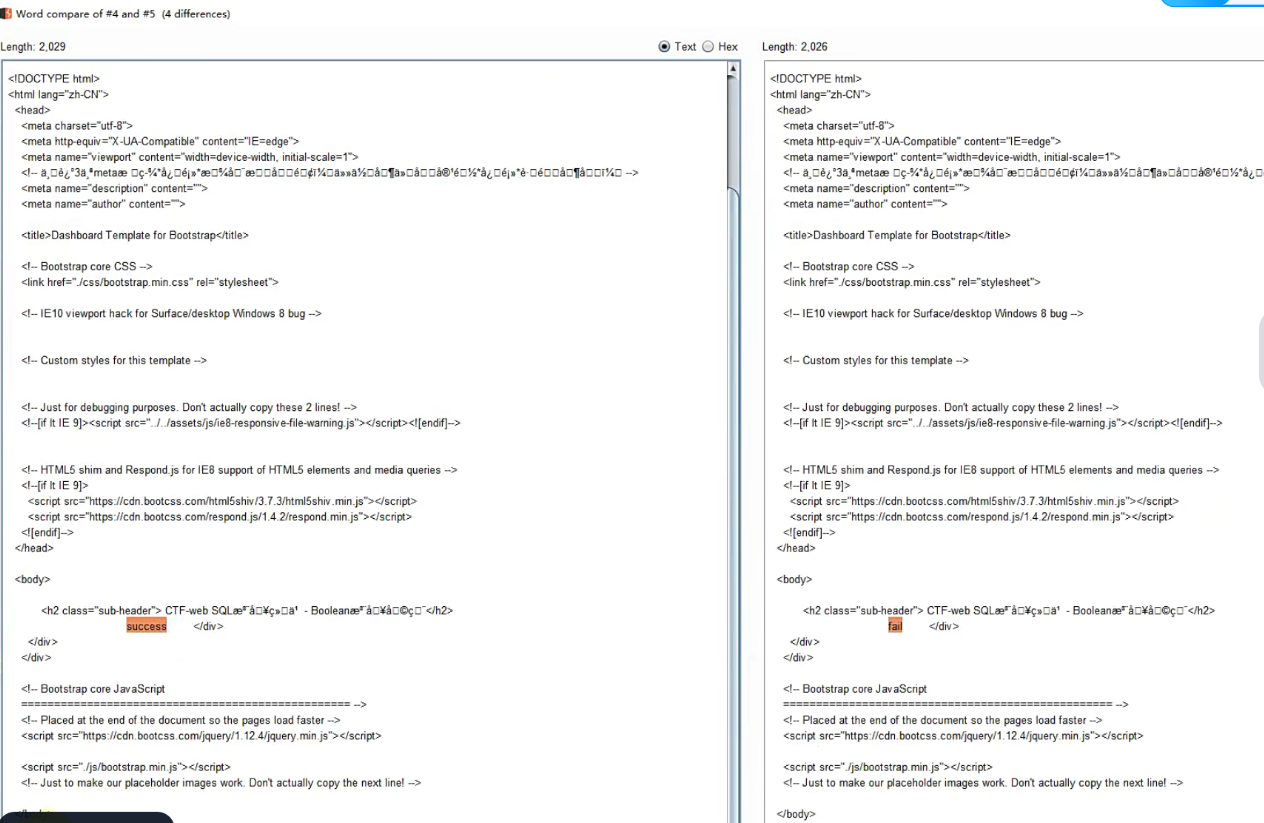 Word compare of #4 and #5 (4 differences)
Length: 2,029
Text
Hex
<!DOCTYPE html>
<html lang="zh-CN">
<head>
<meta charset="utf-8">
<meta http-equiv="X-UA-Compatible" content="IE=edge">
<meta name="viewport" content="width=device-width, initial-scale=1">
<!--
-->
<meta name="description" content="">
<meta name="author" content="">
<title>Dashboard Template for Bootstrap</title>
<!-- Bootstrap core CSS -->
<link href="./css/bootstrap.min.css" rel="stylesheet">
<!-- IE10 viewport hack for Surface/desktop Windows 8 bug -->
<!-- Custom styles for this template -->
<!-- Just for debugging purposes. Don't actually copy these 2 lines! -->
<!--[if lt IE 9]><script src="../../assets/js/ie8-responsive-file-warning.js"></script><![endif]-->
<!-- HTML5 shim and Respond.js for IE8 support of HTML5 elements and media queries -->
<!--[if lt IE 9]>
<script src="https://cdn.bootcss.com/html5shiv/3.7.3/html5shiv.min.js"></script>
<script src="https://cdn.bootcss.com/respond.js/1.4.2/respond.min.js"></script>
<![endif]-->
</head>
<body>
<h2 class="sub-header"> CTF-web </h2>
success </div>
</div>
</div>
<!-- Bootstrap core JavaScript
================================================== -->
<!-- Placed at the end of the document so the pages load faster -->
<script src="https://cdn.bootcss.com/jquery/1.12.4/jquery.min.js"></script>
<script src="./js/bootstrap.min.js"></script>
<!-- Just to make our placeholder images work. Don't actually copy the next line! -->
Length: 2,026
<!DOCTYPE html>
<html lang="zh-CN">
<head>
<meta charset="utf-8">
<meta http-equiv="X-UA-Compatible" content="IE=edge">
<meta name="viewport" content="width=device-width, initial-scale=1">
<!--
<meta name="description" content="">
<meta name="author" content="">
<title>Dashboard Template for Bootstrap</title>
<!-- Bootstrap core CSS -->
<link href="./css/bootstrap.min.css" rel="stylesheet">
<!-- IE10 viewport hack for Surface/desktop Windows 8 bug -->
<!-- Custom styles for this template -->
<!-- Just for debugging purposes. Don't actually copy these 2 lines! -->
<!--[if lt IE 9]><script src="../../assets/js/ie8-responsive-file-warning.js"></script><![endif]-->
<!-- HTML5 shim and Respond.js for IE8 support of HTML5 elements and media queries -->
<!--[if lt IE 9]>
<script src="https://cdn.bootcss.com/html5shiv/3.7.3/html5shiv.min.js"></script>
<script src="https://cdn.bootcss.com/respond.js/1.4.2/respond.min.js"></script>
<![endif]-->
</head>
<body>
<h2 class="sub-header"> CTF-web </h2>
fail </div>
</div>
</div>
<!-- Bootstrap core JavaScript
================================================== -->
<!-- Placed at the end of the document so the pages load faster -->
<script src="https://cdn.bootcss.com/jquery/1.12.4/jquery.min.js"></script>
<script src="./js/bootstrap.min.js"></script>
<!-- Just to make our placeholder images work. Don't actually copy the next line! -->
</body>